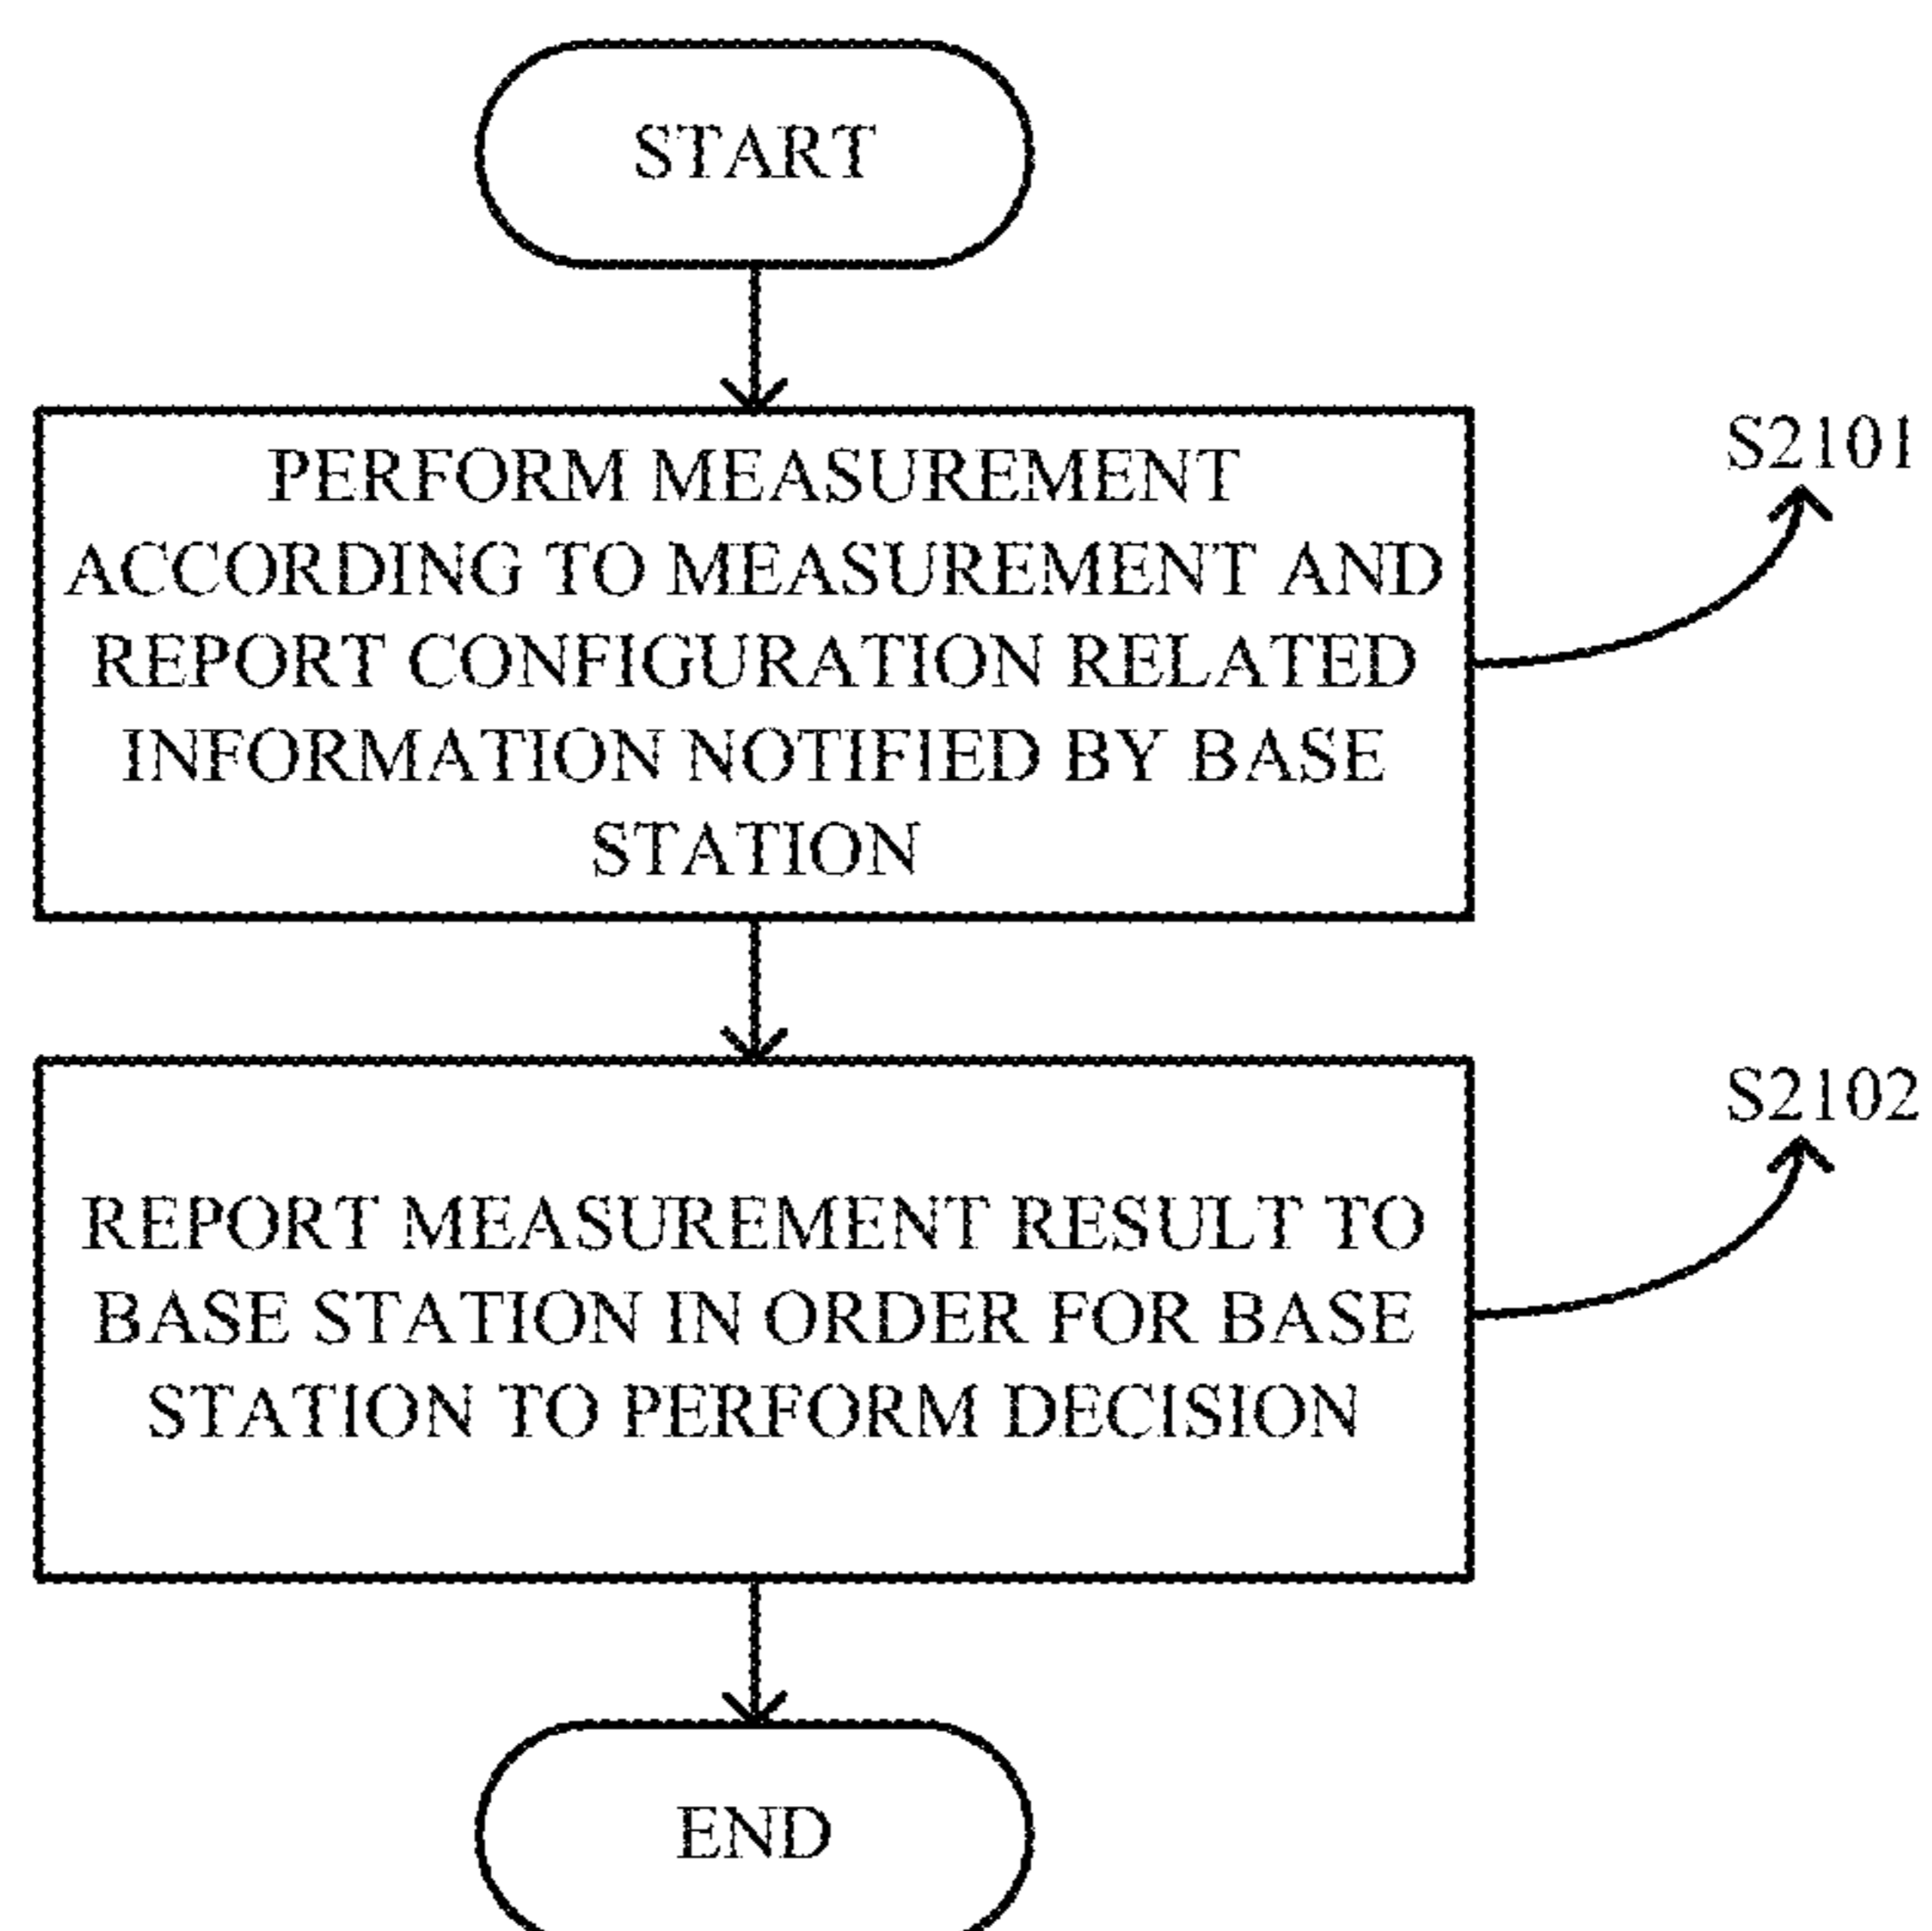 START
PERFORM MEASUREMENT
ACCORDING TO MEASUREMENT AND
REPORT CONFIGURATION RELATED
INFORMATION NOTIFIED BY BASE
STATION
S2101
REPORT MEASUREMENT RESULT TO
BASE STATION IN ORDER FOR BASE
STATION TO PERFORM DECISION
S2102
END